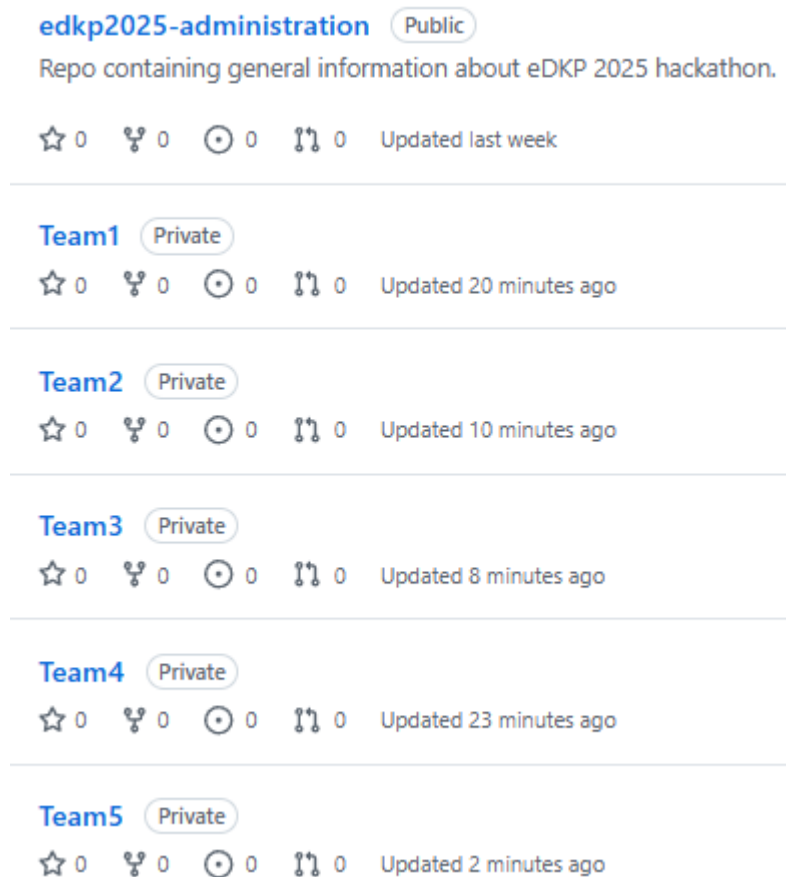 edkp2025-administration Public
Repo containing general information about eDKP 2025 hackathon.
0 0 0 0 Updated last week
Team1 Private
0 0 0 0 Updated 20 minutes ago
Team2 Private
0 0 0 0 Updated 10 minutes ago
Team3 Private
0 0 0 0 Updated 8 minutes ago
Team4 Private
0 0 0 0 Updated 23 minutes ago
Team5 Private
0 0 0 0 Updated 2 minutes ago